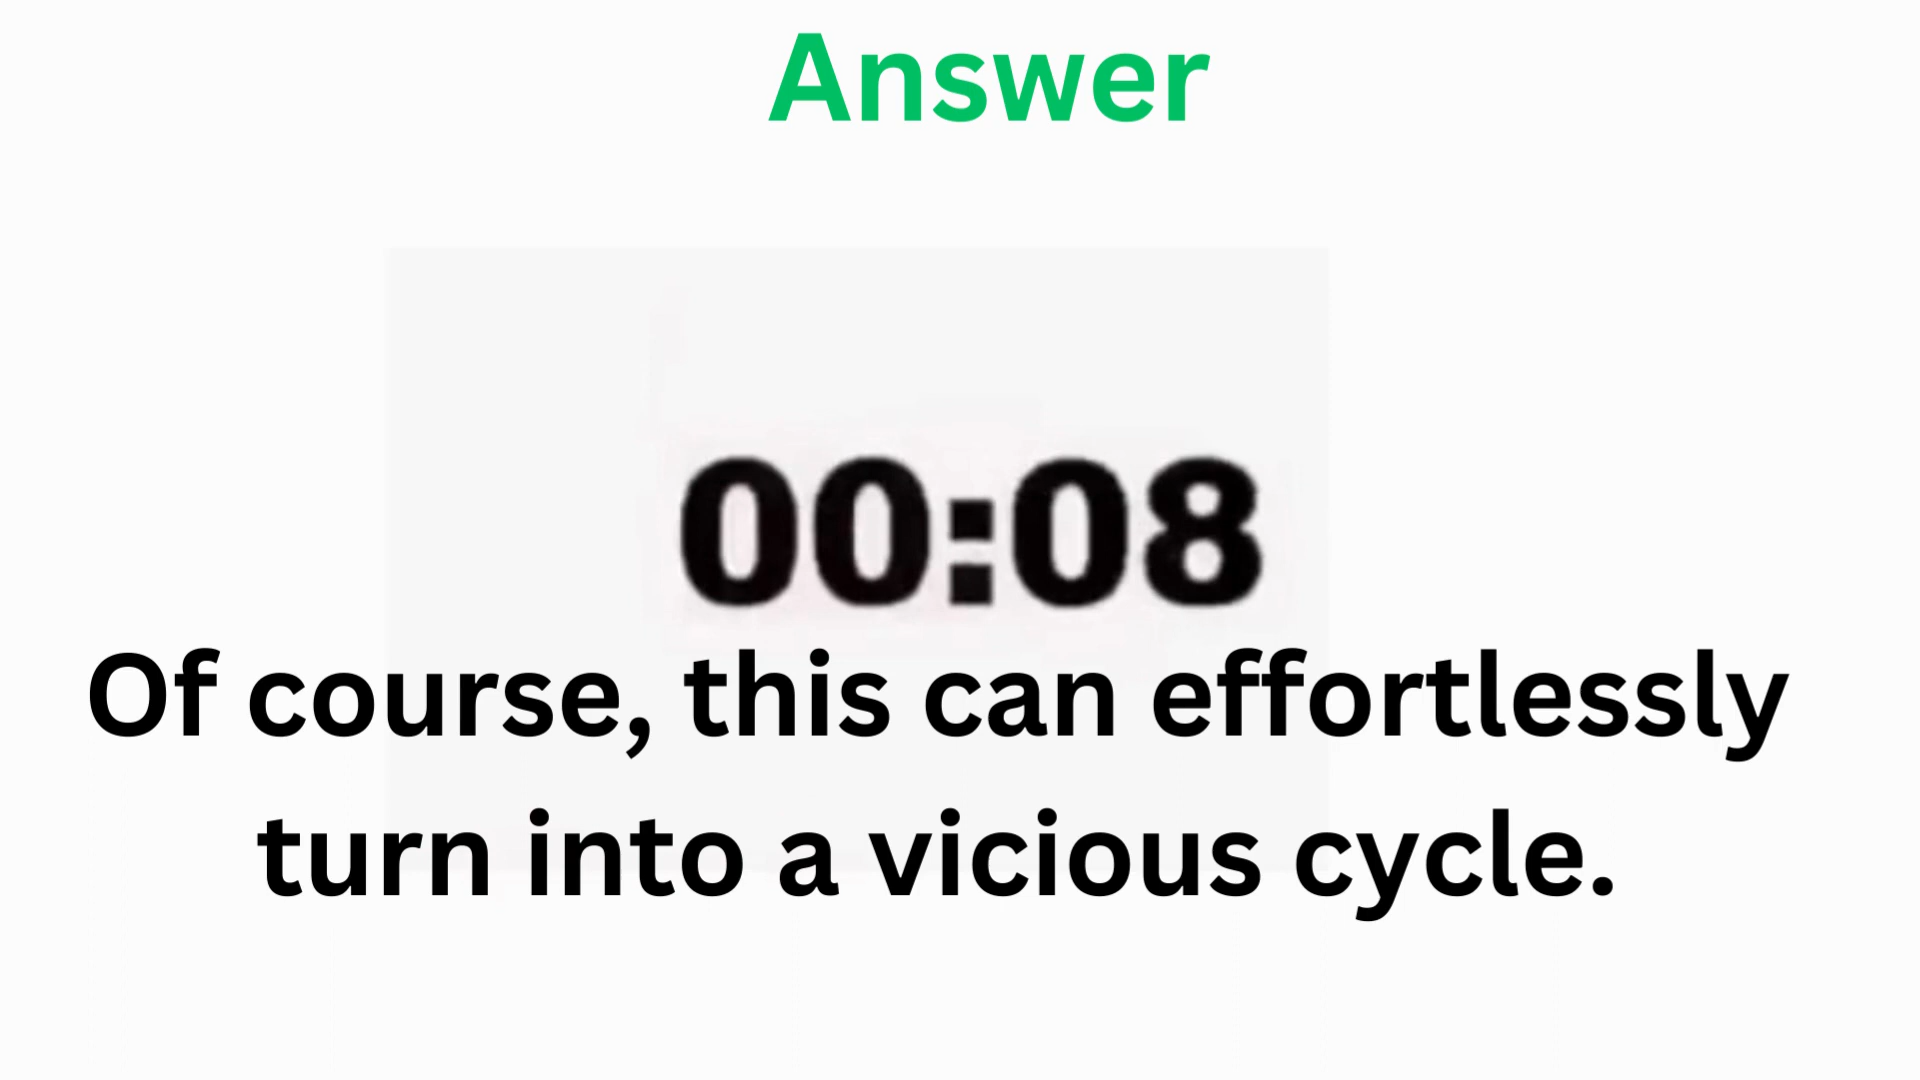 Answer
00:08
Of course, this can effortlessly
turn into a vicious cycle.